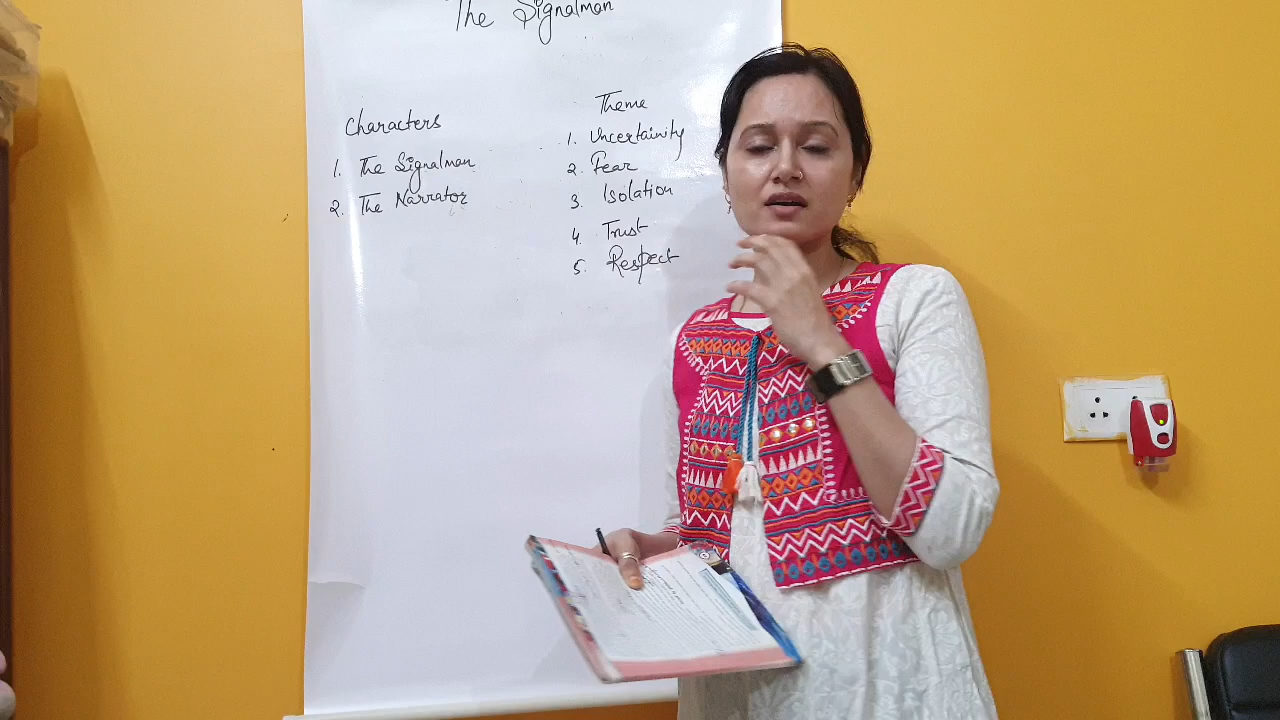 The Signalman
Characters
1. The Signalman
2. The Narrator
Theme
1. Uncertainity
2. Fear
3. Isolation
4. Trust
5. Respect